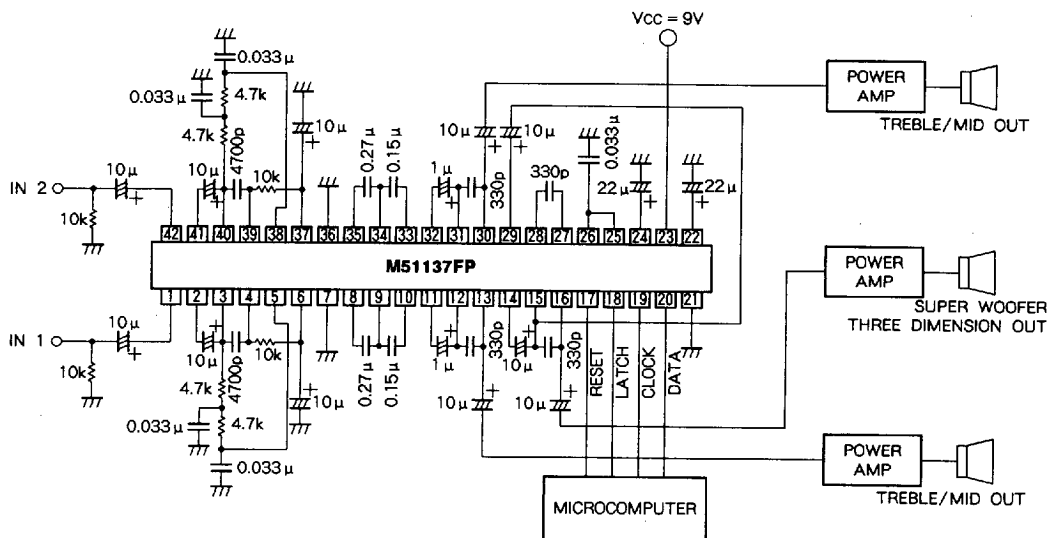 VCC = 9V
0.033μ
0.033μ
4.7k
4.7k
4700p
10μ
0.27μ
0.15μ
10μ
10μ
0.033μ
POWER
AMP
TREBLE/MID OUT
IN 2
10μ
10k
10μ
10k
1μ
330p
330p
22μ
22μ
42 41 40 39 38 37 36 35 34 33 32 31 30 29 28 27 26 25 24 23 22
M51137FP
1 2 3 4 5 6 7 8 9 10 11 12 13 14 15 16 17 18 19 20 21
POWER
AMP
SUPER WOOFER
THREE DIMENSION OUT
IN 1
10μ
10k
10μ
4700p
10k
4.7k
4.7k
0.033μ
0.033μ
10μ
0.27μ
0.15μ
1μ
330p
10μ
330p
10μ
10μ
RESET
LATCH
CLOCK
DATA
POWER
AMP
TREBLE/MID OUT
MICROCOMPUTER